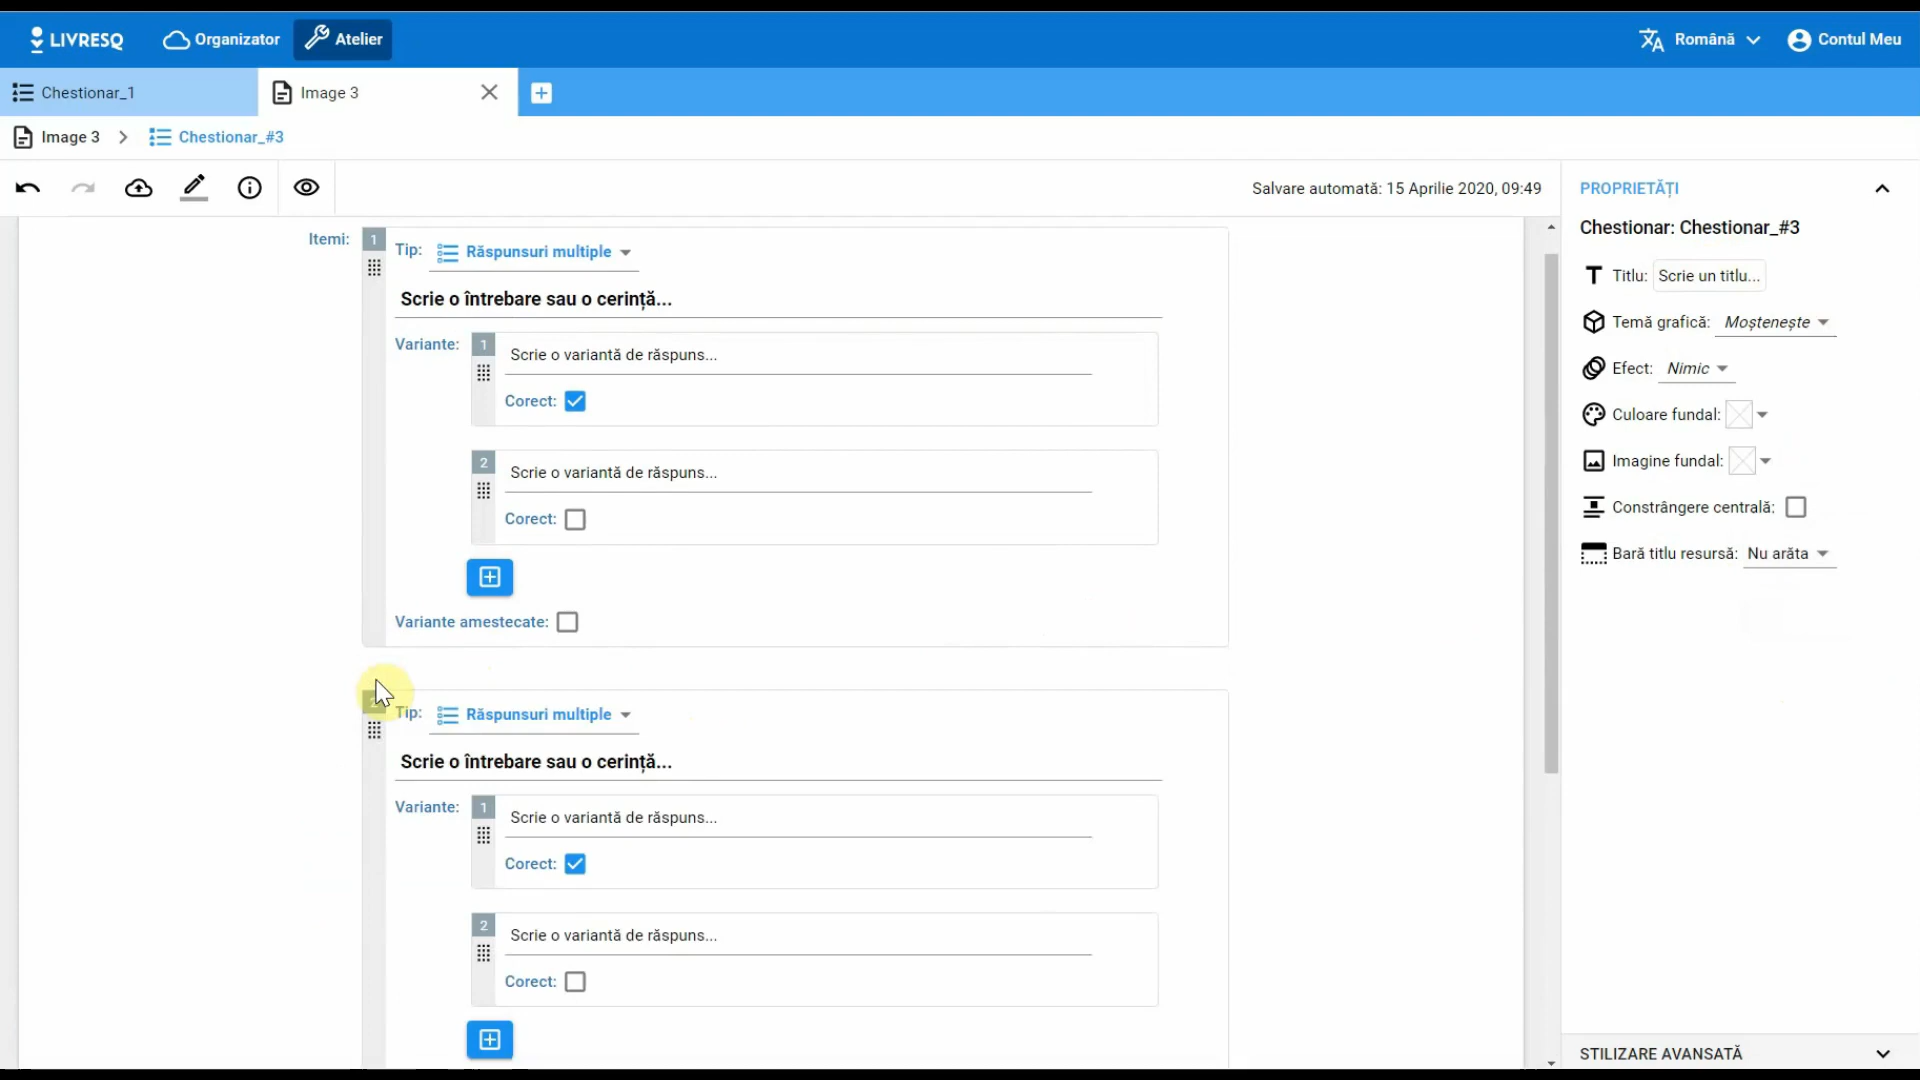 LIVRESQ Organizator Atelier Română Contul Meu
Chestionar_1 Image 3
Image 3 Chestionar_#3
Salvare automată: 15 Aprilie 2020, 09:49
PROPRIETĂȚI
Chestionar: Chestionar_#3
Titlu: Scrie un titlu...
Temă grafică: Moștenește
Efect: Nimic
Culoare fundal:
Imagine fundal:
Constrângere centrală:
Bară titlu resursă: Nu arăta
STILIZARE AVANSATĂ
Itemi: 1 Tip: Răspunsuri multiple
Scrie o întrebare sau o cerință...
Variante: 1 Scrie o variantă de răspuns...
Corect:
2 Scrie o variantă de răspuns...
Corect:
Variante amestecate:
Tip: Răspunsuri multiple
Scrie o întrebare sau o cerință...
Variante: 1 Scrie o variantă de răspuns...
Corect:
2 Scrie o variantă de răspuns...
Corect: